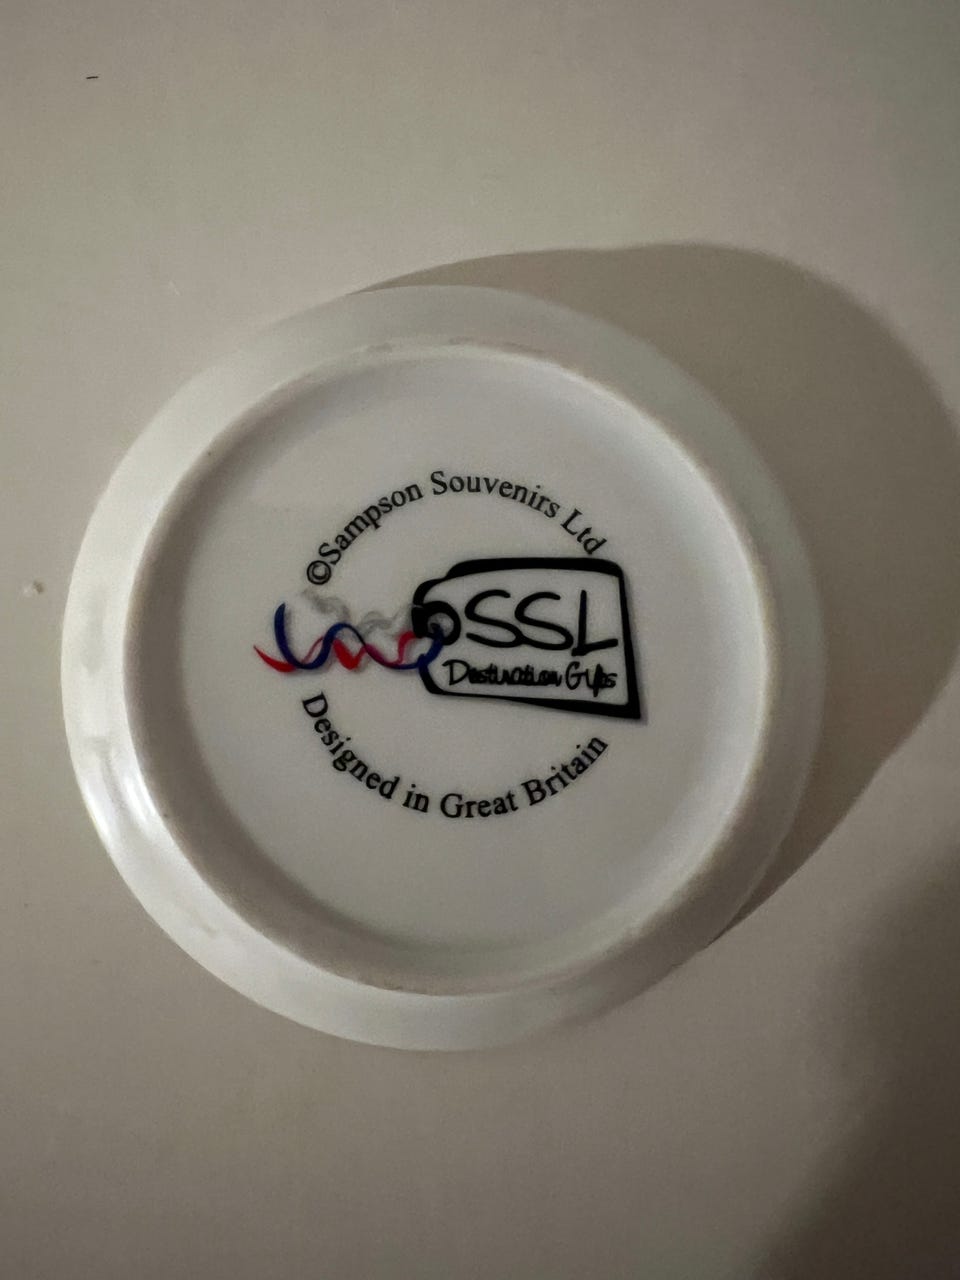 ©Sampson Souvenirs Ltd
SSL
Destination Gifts
Designed in Great Britain